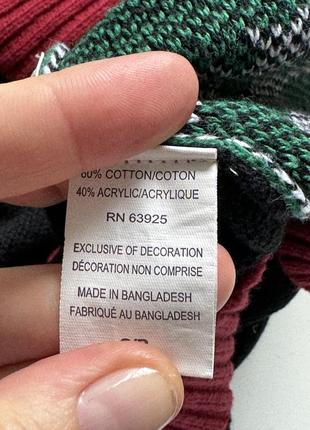 60% COTTON/COTON
40% ACRYLIC/ACRYLIQUE
RN 63925
EXCLUSIVE OF DECORATION
DÉCORATION NON COMPRISE
MADE IN BANGLADESH
FABRIQUÉ AU BANGLADESH